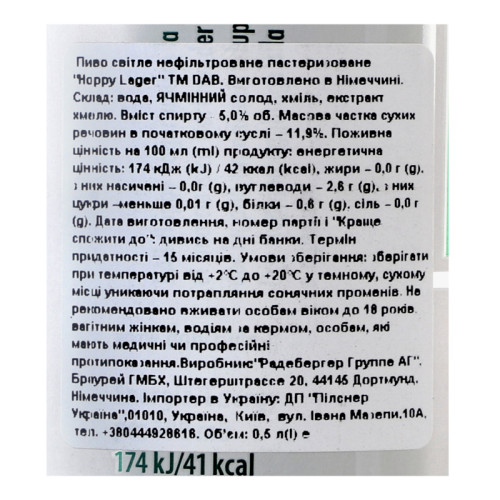 Пиво світле нефільтроване пастеризоване
"Hoppy Lager" ТМ DAB. Виготовлено в Німеччині.
Склад: вода, ЯЧМІННИЙ солод, хміль, екстракт
хмелю. Вміст спирту – 5,0% об. Масова частка сухих
речовин в початковому суслі – 11,9%. Поживна
цінність на 100 мл (ml) продукту: енергетична
цінність: 174 кДж (kJ) / 42 ккал (kcal), жири – 0,0 г (g),
з них насичені – 0,0г (g), вуглеводи – 2,6 г (g), з них
цукри –меньше 0,01 г (g), білки – 0,6 г (g), сіль – 0,0 г
(g). Дата виготовлення, номер партії і "Краще
спожити до": дивись на дні банки. Термін
придатності – 15 місяців. Умови зберігання: зберігати
при температурі від +2°С до +20°С у темному, сухому
місці уникаючи потрапляння сонячних променів. Не
рекомендовано вживати особам віком до 18 років,
вагітним жінкам, водіям за кермом, особам, які
мають медичні чи професійні
протипоказання.Виробник:"Радебергер Группе АГ",
Брауерей ГМБХ, Штегерштрассе 20, 44145 Дортмунд,
Німеччина. Імпортер в Україну: ДП "Пілснер
Україна",01010, Україна, Київ, вул. Івана Мазепи,10А,
тел. +380444928616. Об'єм: 0,5 л(l) е
174 kJ/41 kcal